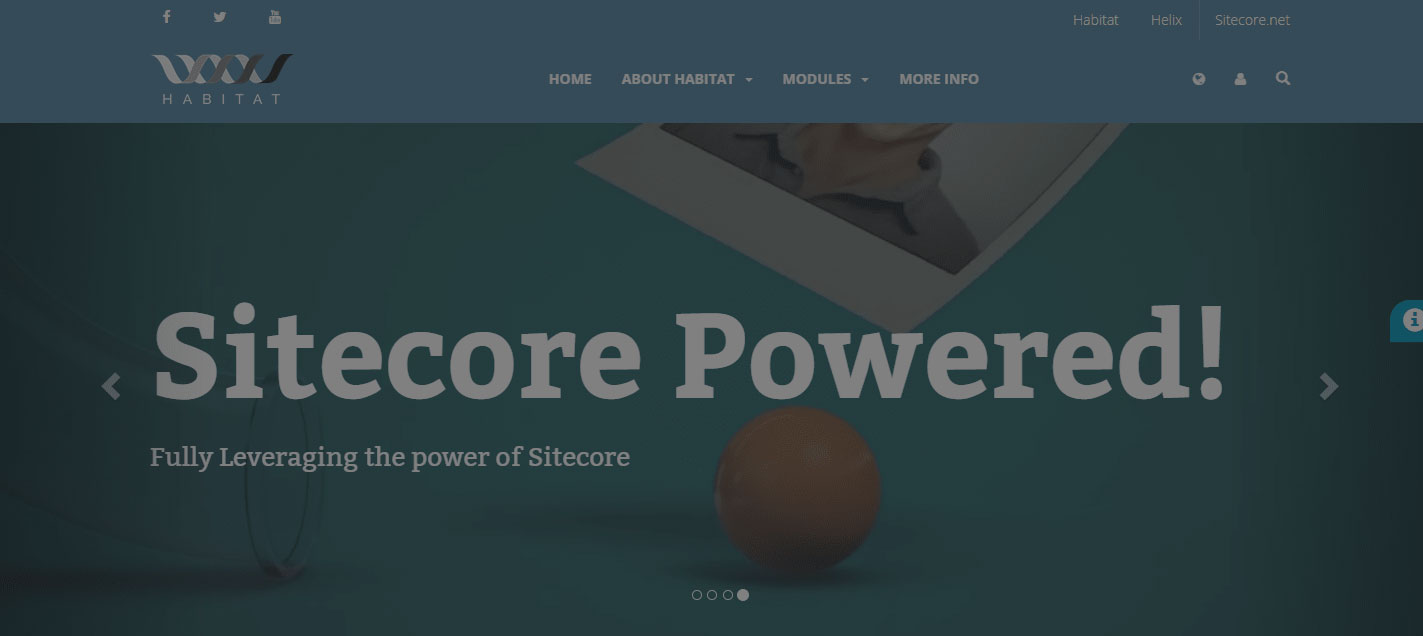 Habitat Helix Sitecore.net
HABITAT
HOME ABOUT HABITAT MODULES MORE INFO
Sitecore Powered!
Fully Leveraging the power of Sitecore